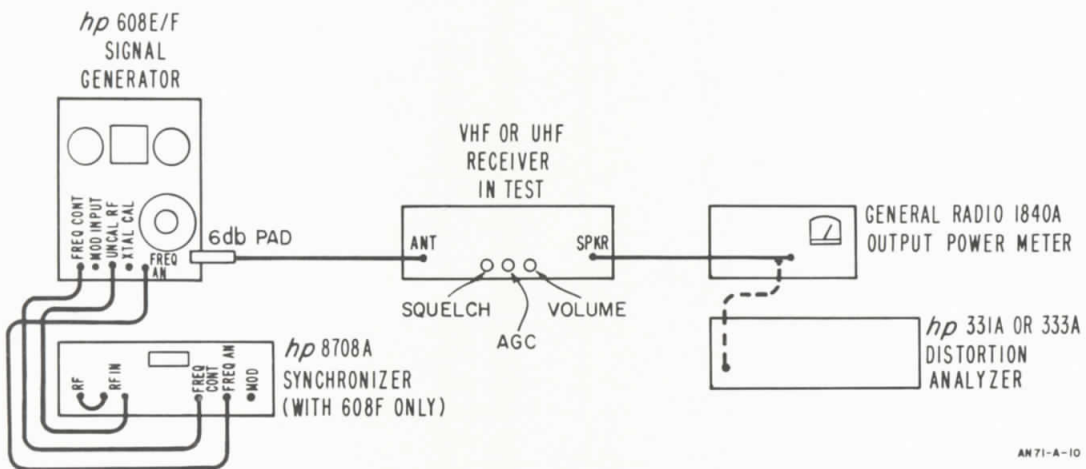 hp 608E/F
SIGNAL
GENERATOR
FREQ CONT
MOD INPUT
UNCAL RF
XTAL CAL
FREQ
AN
6db PAD
VHF OR UHF
RECEIVER
IN TEST
ANT
SPKR
SQUELCH
AGC
VOLUME
GENERAL RADIO 1840A
OUTPUT POWER METER
hp 331A OR 333A
DISTORTION
ANALYZER
hp 8708A
SYNCHRONIZER
(WITH 608F ONLY)
RF
RF IN
FREQ
CONT
FREQ AN
MOD
AN 71-A-10